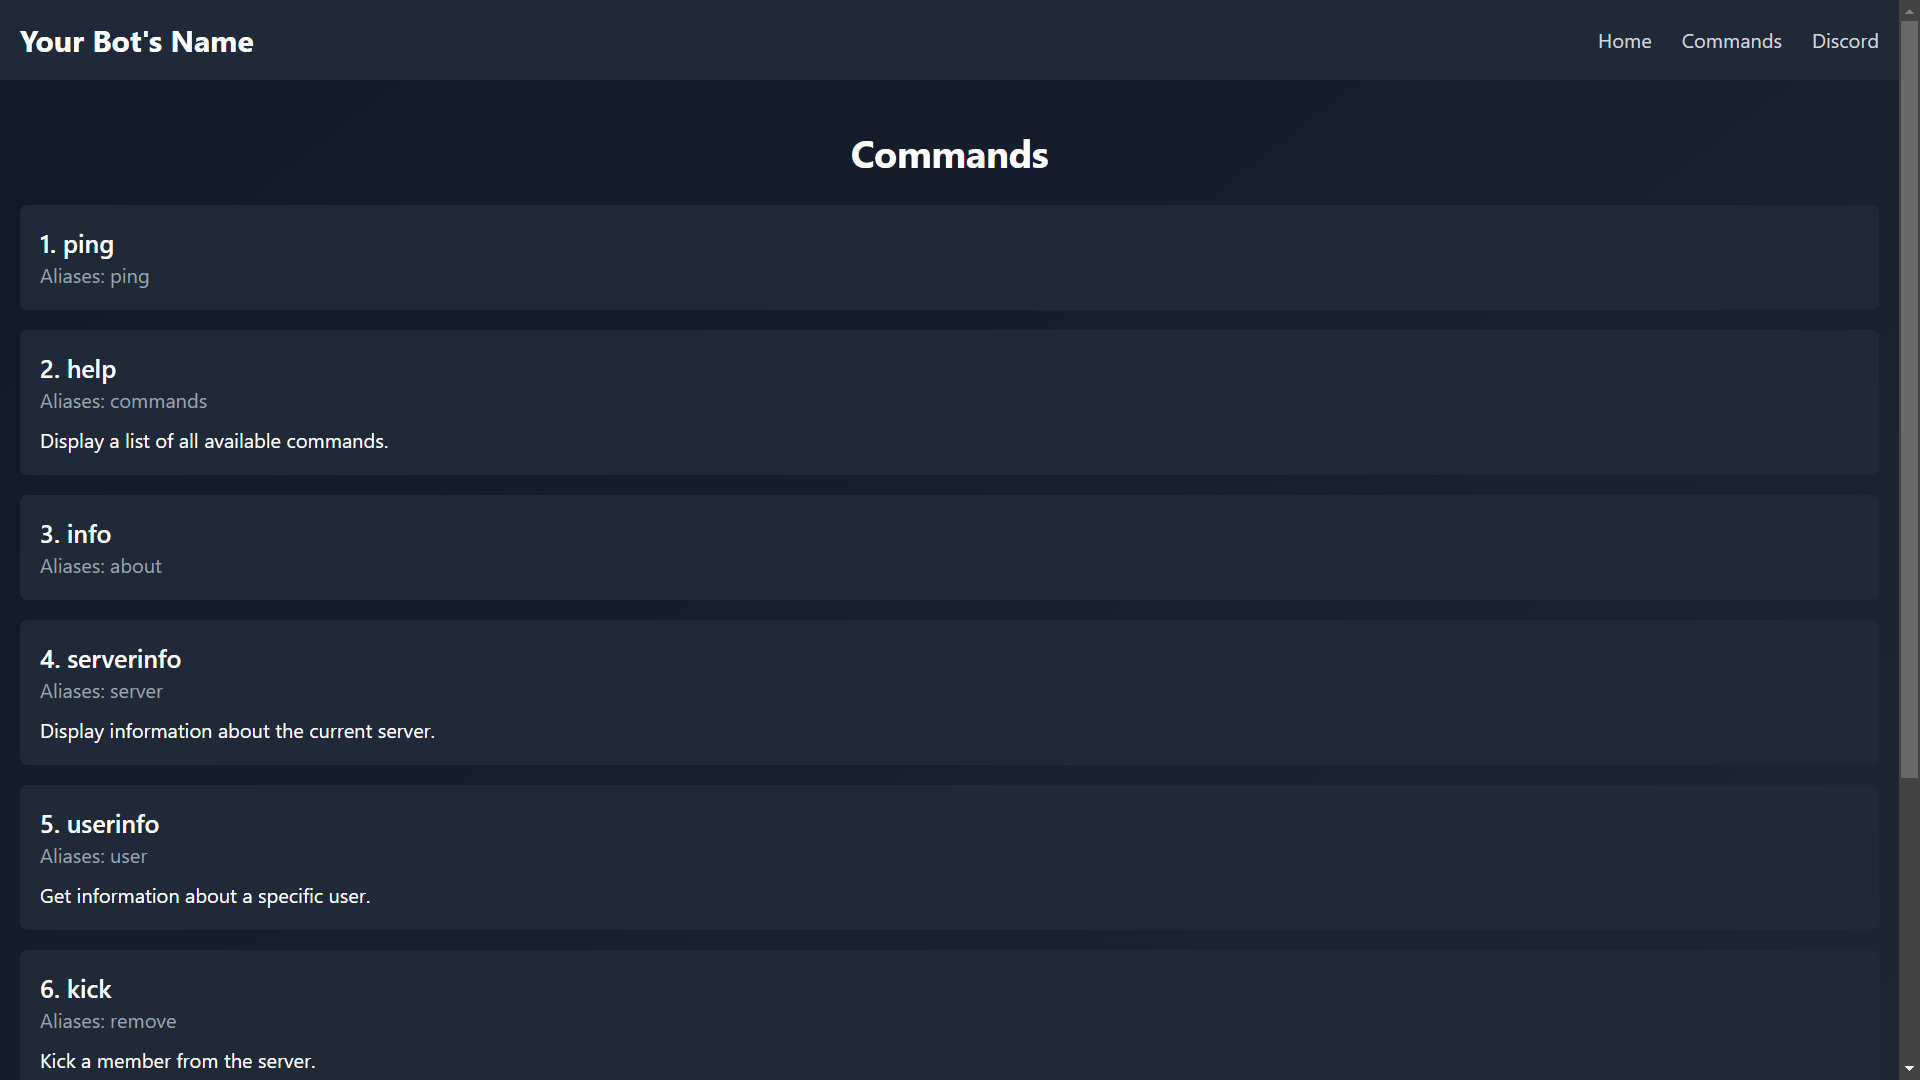 Your Bot's Name
Home Commands Discord
Commands
1. ping
Aliases: ping
2. help
Aliases: commands
Display a list of all available commands.
3. info
Aliases: about
4. serverinfo
Aliases: server
Display information about the current server.
5. userinfo
Aliases: user
Get information about a specific user.
6. kick
Aliases: remove
Kick a member from the server.